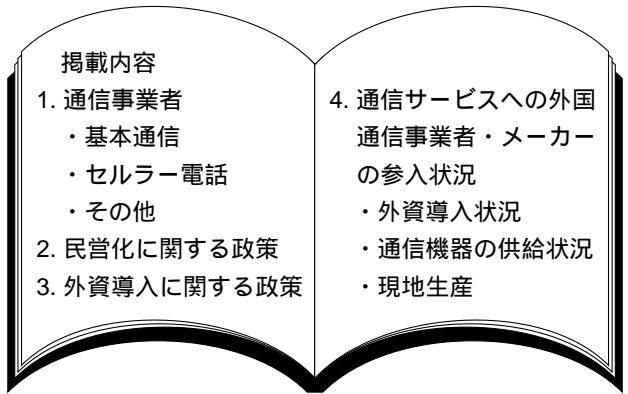 掲載内容
1. 通信事業者
・基本通信
・セルラー電話
・その他
2. 民営化に関する政策
3. 外資導入に関する政策
4. 通信サービスへの外国
通信事業者・メーカー
の参入状況
・外資導入状況
・通信機器の供給状況
・現地生産